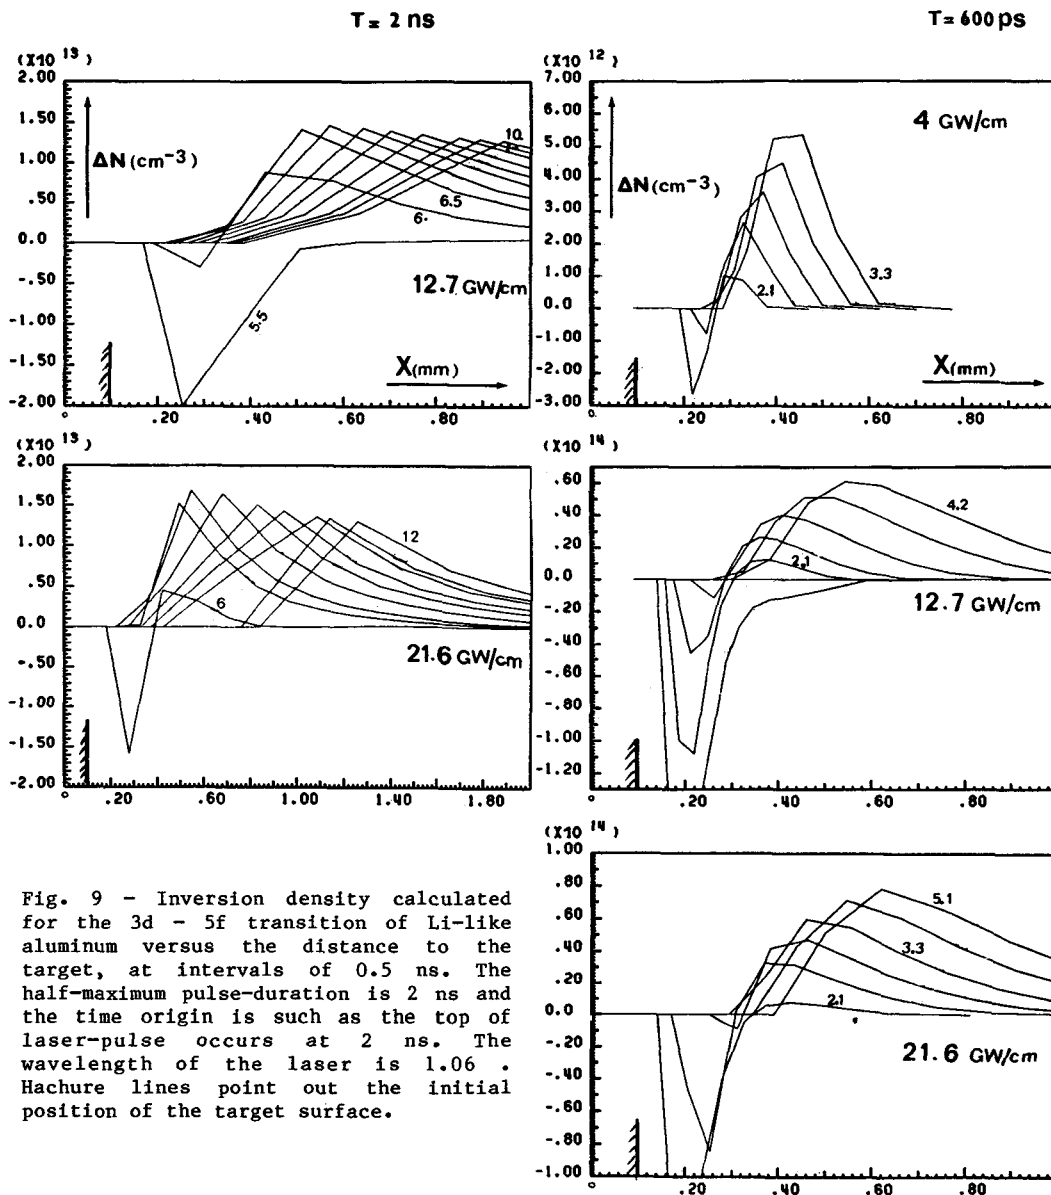 T = 2 ns
T = 600 ps
(X10 13)
2.00
1.50
1.00
.50
0.0
-.50
-1.00
-1.50
-2.00
ΔN (cm⁻³)
10
6.5
6.
5.5
12.7 GW/cm
X (mm)
0 .20 .40 .60 .80
(X10 12)
7.00
6.00
5.00
4.00
3.00
2.00
1.00
0.0
-1.00
-2.00
-3.00
ΔN (cm⁻³)
4 GW/cm
3.3
2.1
X (mm)
0 .20 .40 .60 .80
(X10 13)
2.00
1.50
1.00
.50
0.0
-.50
-1.00
-1.50
-2.00
12
6
21.6 GW/cm
0 .20 .60 1.00 1.40 1.80
(X10 14)
.60
.40
.20
0.0
-.20
-.40
-.60
-.80
-1.00
-1.20
4.2
2.1
12.7 GW/cm
0 .20 .40 .60 .80
(X10 14)
1.00
.80
.60
.40
.20
0.0
-.20
-.40
-.60
-.80
-1.00
5.1
3.3
2.1
21.6 GW/cm
.20 .40 .60 .80
Fig. 9 - Inversion density calculated
for the 3d - 5f transition of Li-like
aluminum versus the distance to the
target, at intervals of 0.5 ns. The
half-maximum pulse-duration is 2 ns and
the time origin is such as the top of
laser-pulse occurs at 2 ns. The
wavelength of the laser is 1.06 .
Hachure lines point out the initial
position of the target surface.